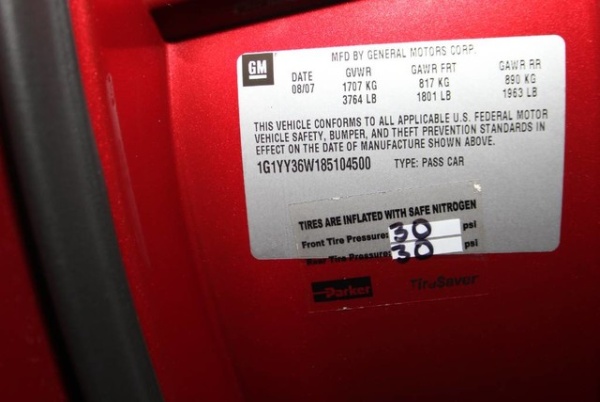 GM
MFD BY GENERAL MOTORS CORP.
DATE GVWR GAWR FRT GAWR RR
08/07 1707 KG 817 KG 890 KG
3764 LB 1801 LB 1963 LB
THIS VEHICLE CONFORMS TO ALL APPLICABLE U.S. FEDERAL MOTOR
VEHICLE SAFETY, BUMPER, AND THEFT PREVENTION STANDARDS IN
EFFECT ON THE DATE OF MANUFACTURE SHOWN ABOVE.
1G1YY36W185104500 TYPE: PASS CAR
TIRES ARE INFLATED WITH SAFE NITROGEN
Front Tire Pressure: 30 psi
Rear Tire Pressure: 30 psi
Parker TireSaver